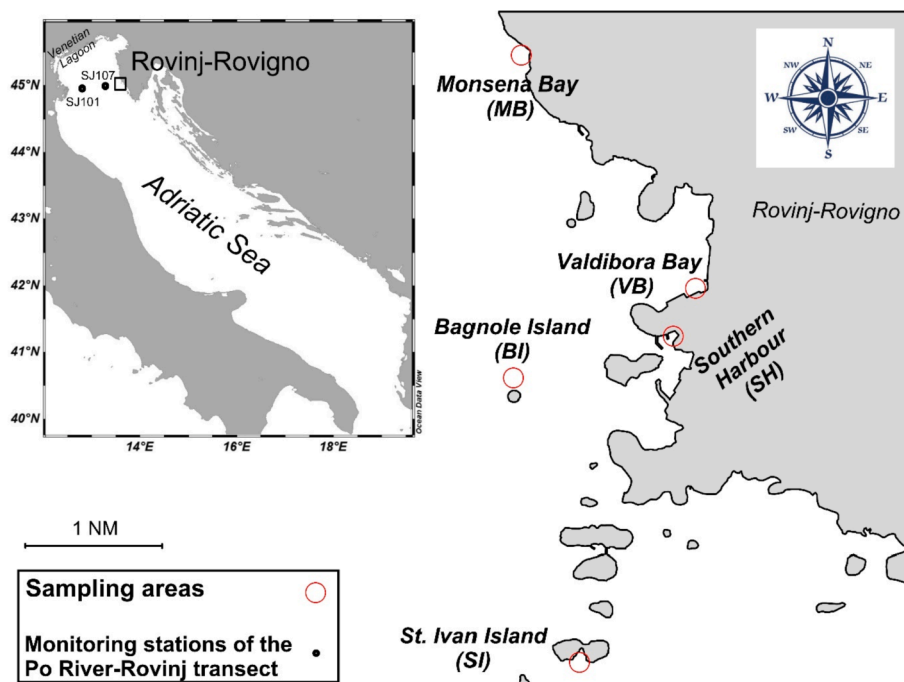 Venetian
Lagoon
Rovinj-Rovigno
SJ107
SJ101
45°N
44°N
43°N
42°N
41°N
40°N
Adriatic Sea
14°E
16°E
18°E
Ocean Data View
1 NM
Sampling areas
Monitoring stations of the
Po River-Rovinj transect
Monsena Bay
(MB)
N
NW
NE
W
E
SW
SE
S
Rovinj-Rovigno
Valdibora Bay
(VB)
Bagnole Island
(BI)
Southern
Harbour
(SH)
St. Ivan Island
(SI)